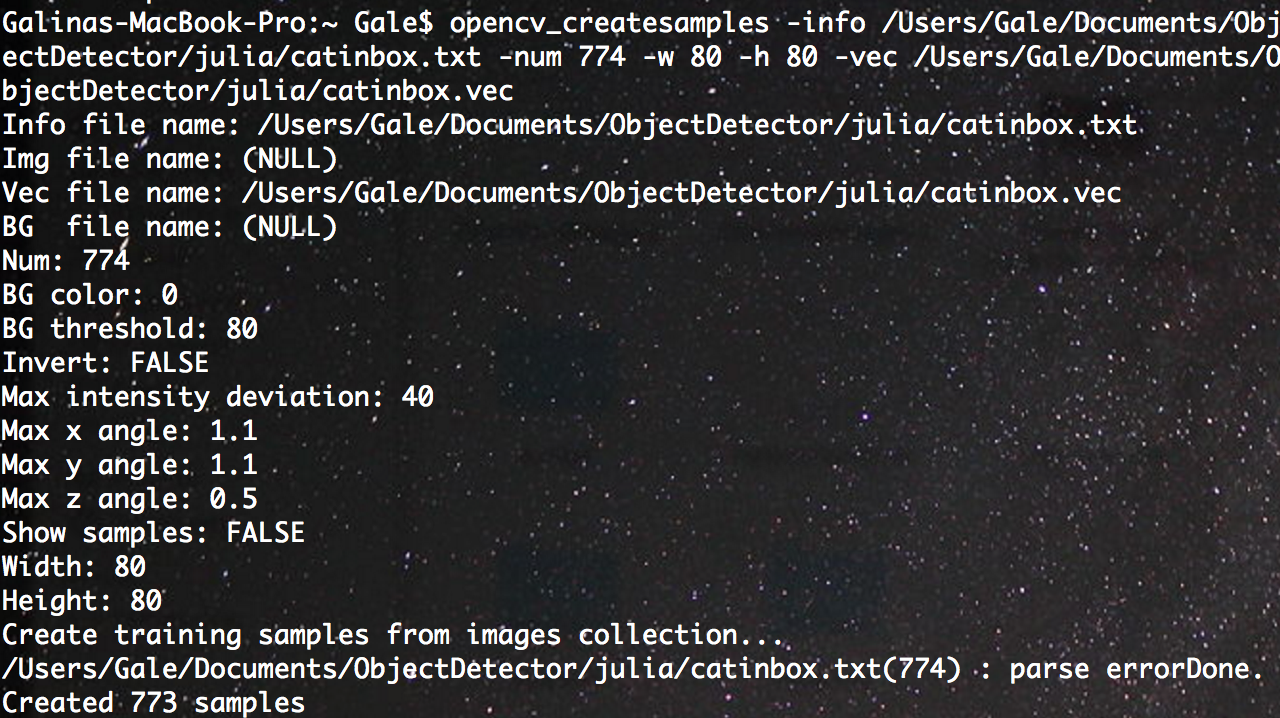 Galinas-MacBook-Pro:~ Gale$ opencv_createsamples -info /Users/Gale/Documents/Obj
ectDetector/julia/catinbox.txt -num 774 -w 80 -h 80 -vec /Users/Gale/Documents/O
bjectDetector/julia/catinbox.vec
Info file name: /Users/Gale/Documents/ObjectDetector/julia/catinbox.txt
Img file name: (NULL)
Vec file name: /Users/Gale/Documents/ObjectDetector/julia/catinbox.vec
BG  file name: (NULL)
Num: 774
BG color: 0
BG threshold: 80
Invert: FALSE
Max intensity deviation: 40
Max x angle: 1.1
Max y angle: 1.1
Max z angle: 0.5
Show samples: FALSE
Width: 80
Height: 80
Create training samples from images collection...
/Users/Gale/Documents/ObjectDetector/julia/catinbox.txt(774) : parse errorDone.
Created 773 samples